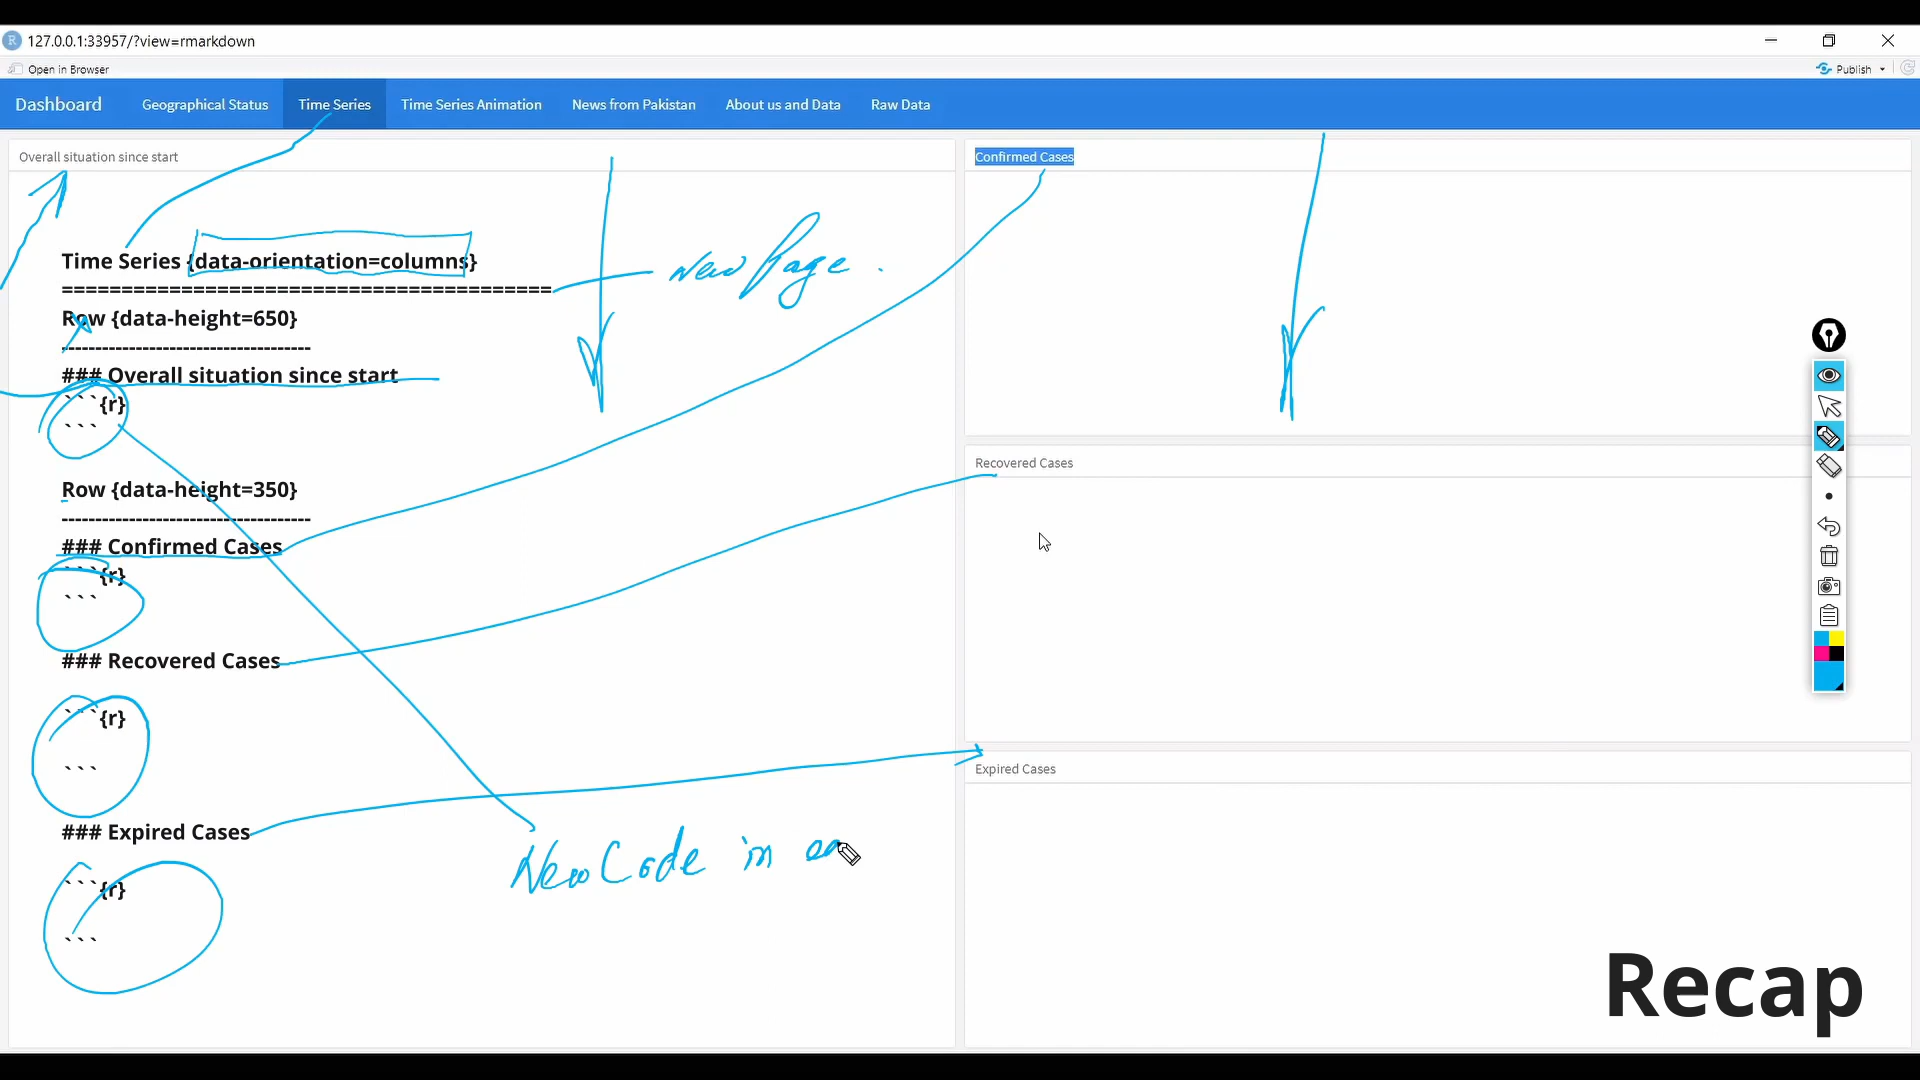 127.0.0.1:33957/?view=rmarkdown
Open in Browser
Publish
Dashboard Geographical Status Time Series Time Series Animation News from Pakistan About us and Data Raw Data
Overall situation since start
Confirmed Cases
Time Series {data-orientation=columns}
=========================================
New Page.
Row {data-height=650}
-------------------------------------
### Overall situation since start
```{r}
```
Row {data-height=350}
-------------------------------------
### Confirmed Cases
```{r}
```
### Recovered Cases
```{r}
```
### Expired Cases
```{r}
```
New Code in
Recovered Cases
Expired Cases
Recap